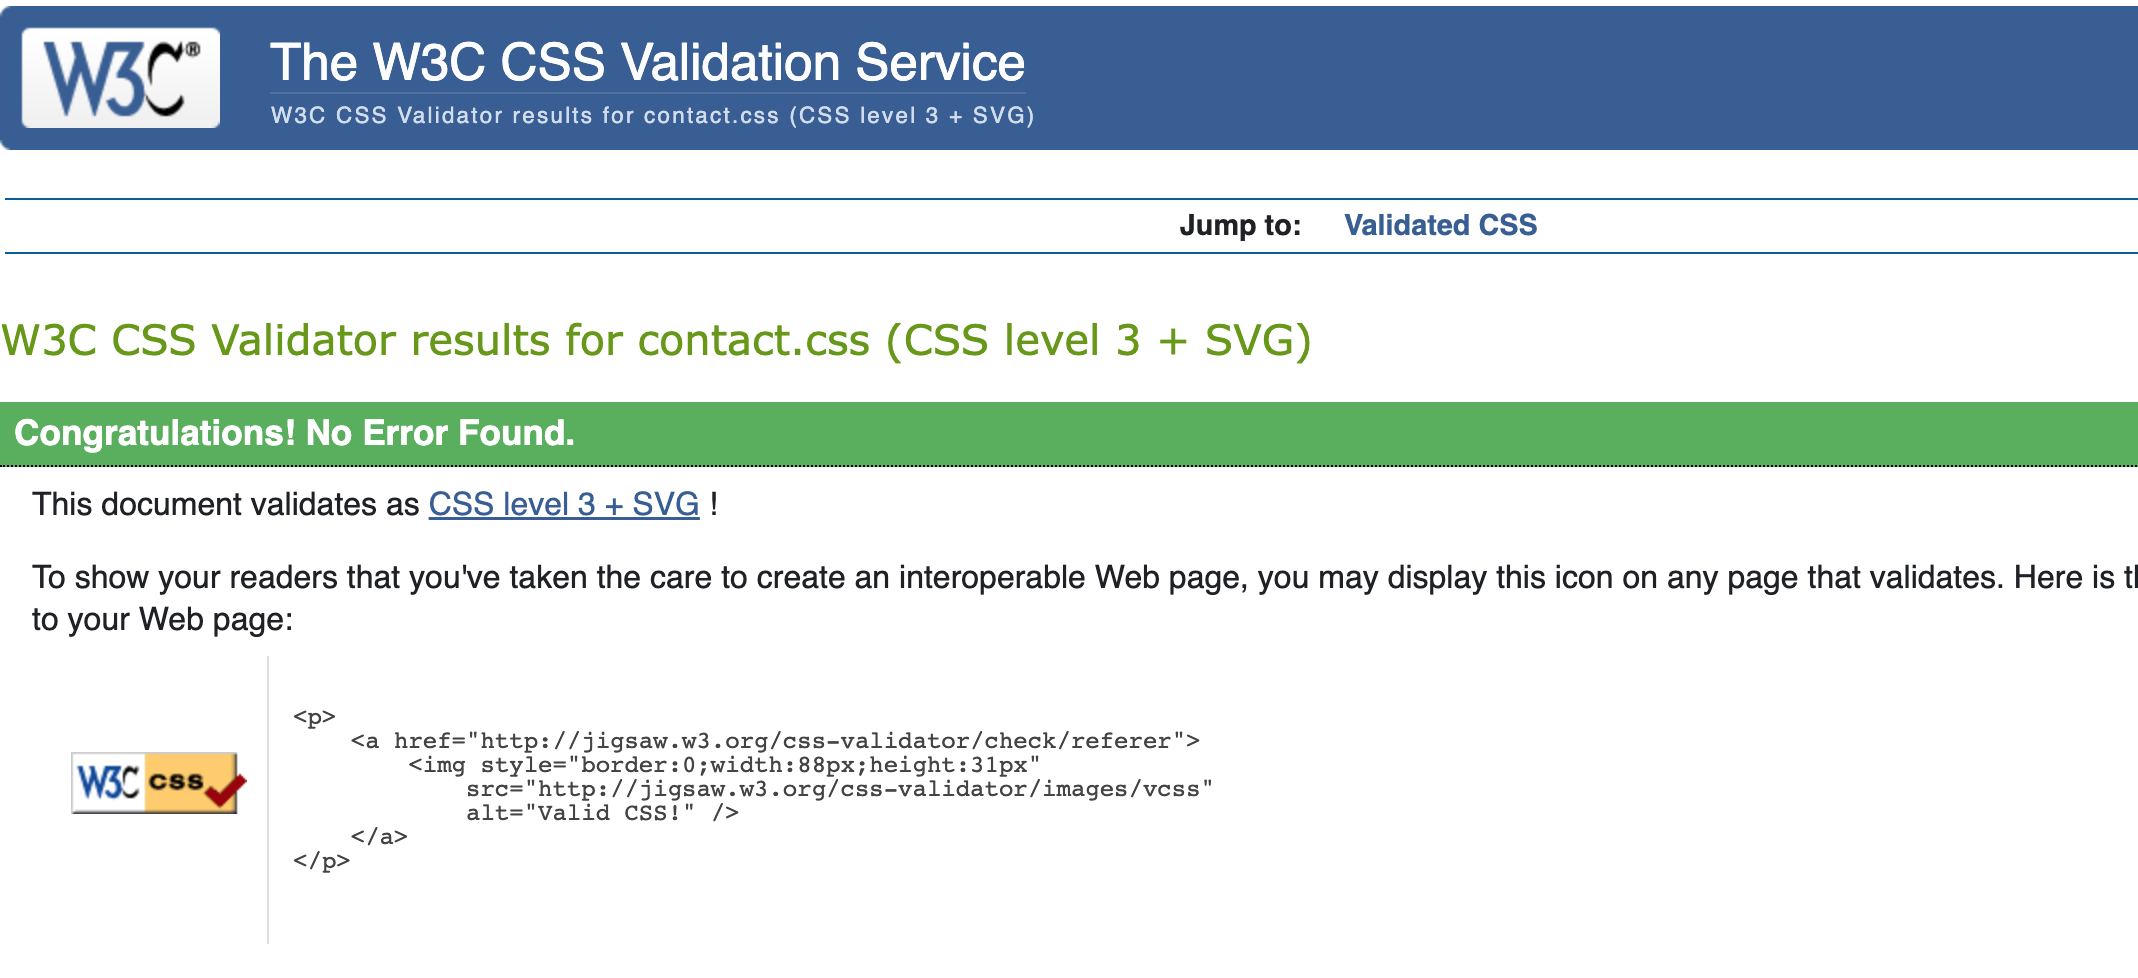 W3C®
The W3C CSS Validation Service
W3C CSS Validator results for contact.css (CSS level 3 + SVG)
Jump to: Validated CSS
W3C CSS Validator results for contact.css (CSS level 3 + SVG)
Congratulations! No Error Found.
This document validates as CSS level 3 + SVG !
To show your readers that you've taken the care to create an interoperable Web page, you may display this icon on any page that validates. Here is
to your Web page:
W3C css
<p>
    <a href="http://jigsaw.w3.org/css-validator/check/referer">
        <img style="border:0;width:88px;height:31px"
            src="http://jigsaw.w3.org/css-validator/images/vcss"
            alt="Valid CSS!" />
    </a>
</p>